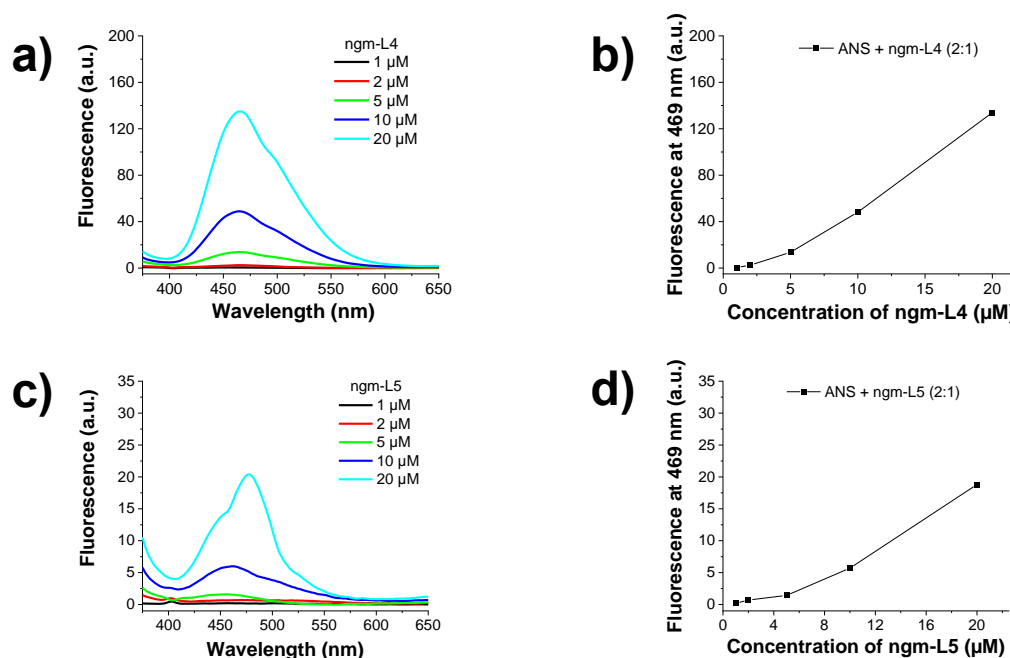 a)
ngm-L4
1 µM
2 µM
5 µM
10 µM
20 µM
Fluorescence (a.u.)
200
160
120
80
40
0
400 450 500 550 600 650
Wavelength (nm)
b)
ANS + ngm-L4 (2:1)
Fluorescence at 469 nm (a.u.)
200
160
120
80
40
0
0 5 10 15 20
Concentration of ngm-L4 (µM)
c)
ngm-L5
1 µM
2 µM
5 µM
10 µM
20 µM
Fluorescence (a.u.)
35
30
25
20
15
10
5
0
400 450 500 550 600 650
Wavelength (nm)
d)
ANS + ngm-L5 (2:1)
Fluorescence at 469 nm (a.u.)
35
30
25
20
15
10
5
0
0 4 8 12 16 20
Concentration of ngm-L5 (µM)